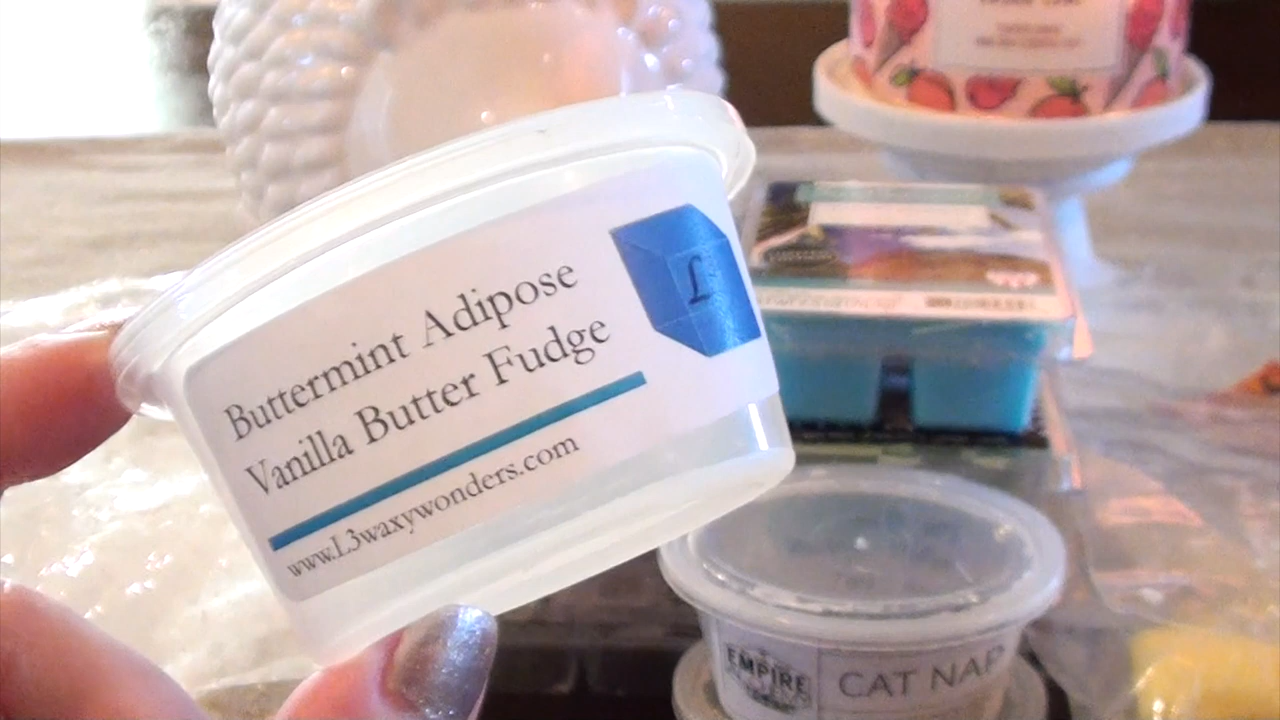 Buttermint Adipose
Vanilla Butter Fudge
www.L3waxywonders.com
L
EMPIRE
CAT NAP